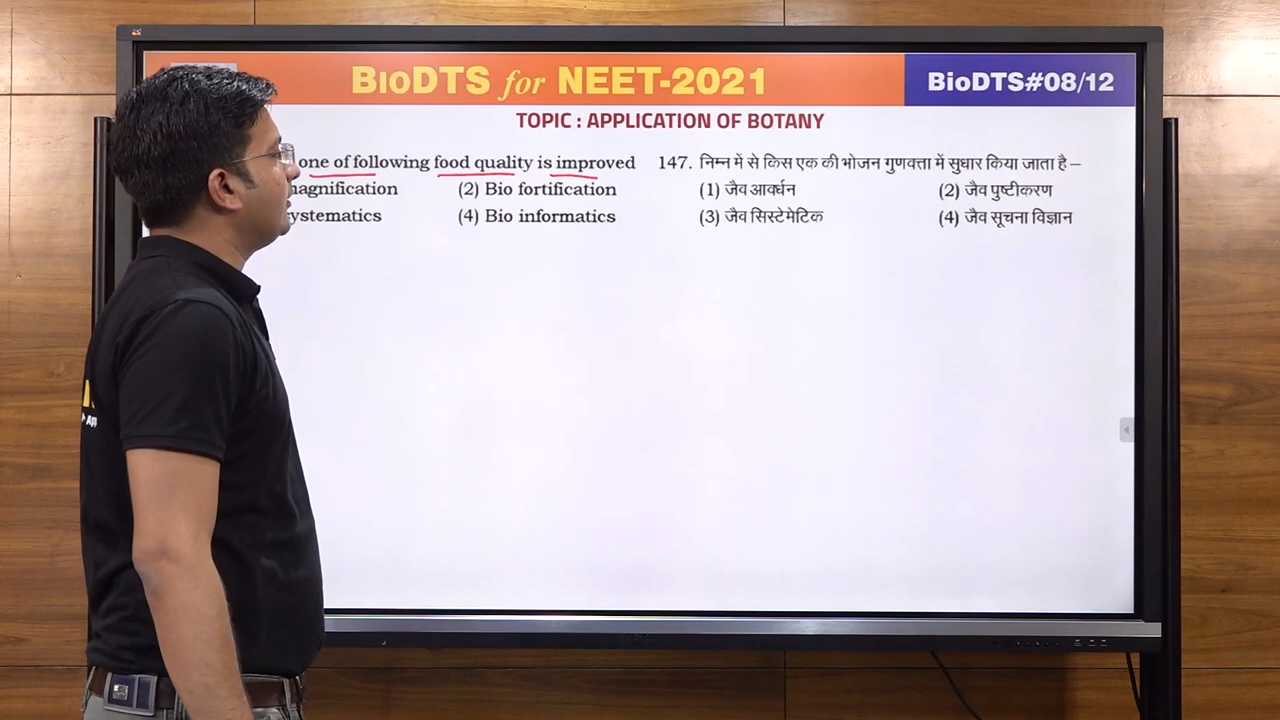 BIODTS for NEET-2021
BioDTS#08/12
TOPIC : APPLICATION OF BOTANY
one of following food quality is improved
magnification (2) Bio fortification
ystematics (4) Bio informatics
147. निम्न में से किस एक की भोजन गुणवत्ता में सुधार किया जाता है –
(1) जैव आवर्धन (2) जैव पुष्टीकरण
(3) जैव सिस्टेमेटिक (4) जैव सूचना विज्ञान